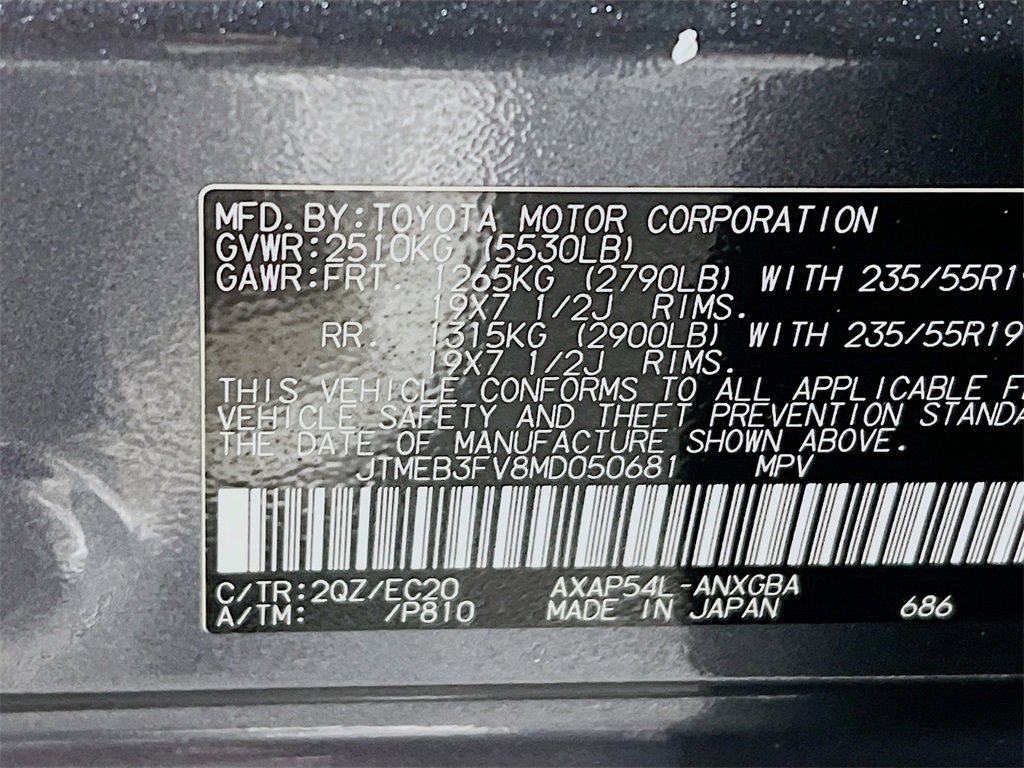 MFD. BY: TOYOTA MOTOR CORPORATION
GVWR: 2510KG (5530LB)
GAWR: FRT. 1265KG (2790LB) WITH 235/55R19
19X7 1/2J RIMS.
RR. 1315KG (2900LB) WITH 235/55R19
19X7 1/2J RIMS.
THIS VEHICLE CONFORMS TO ALL APPLICABLE
VEHICLE SAFETY AND THEFT PREVENTION
THE DATE OF MANUFACTURE SHOWN ABOVE.
JTMEB3FV8MD050681 MPV
C/TR: 2QZ/EC20 AXAP54L-ANXGBA
A/TM: /P810 MADE IN JAPAN 686